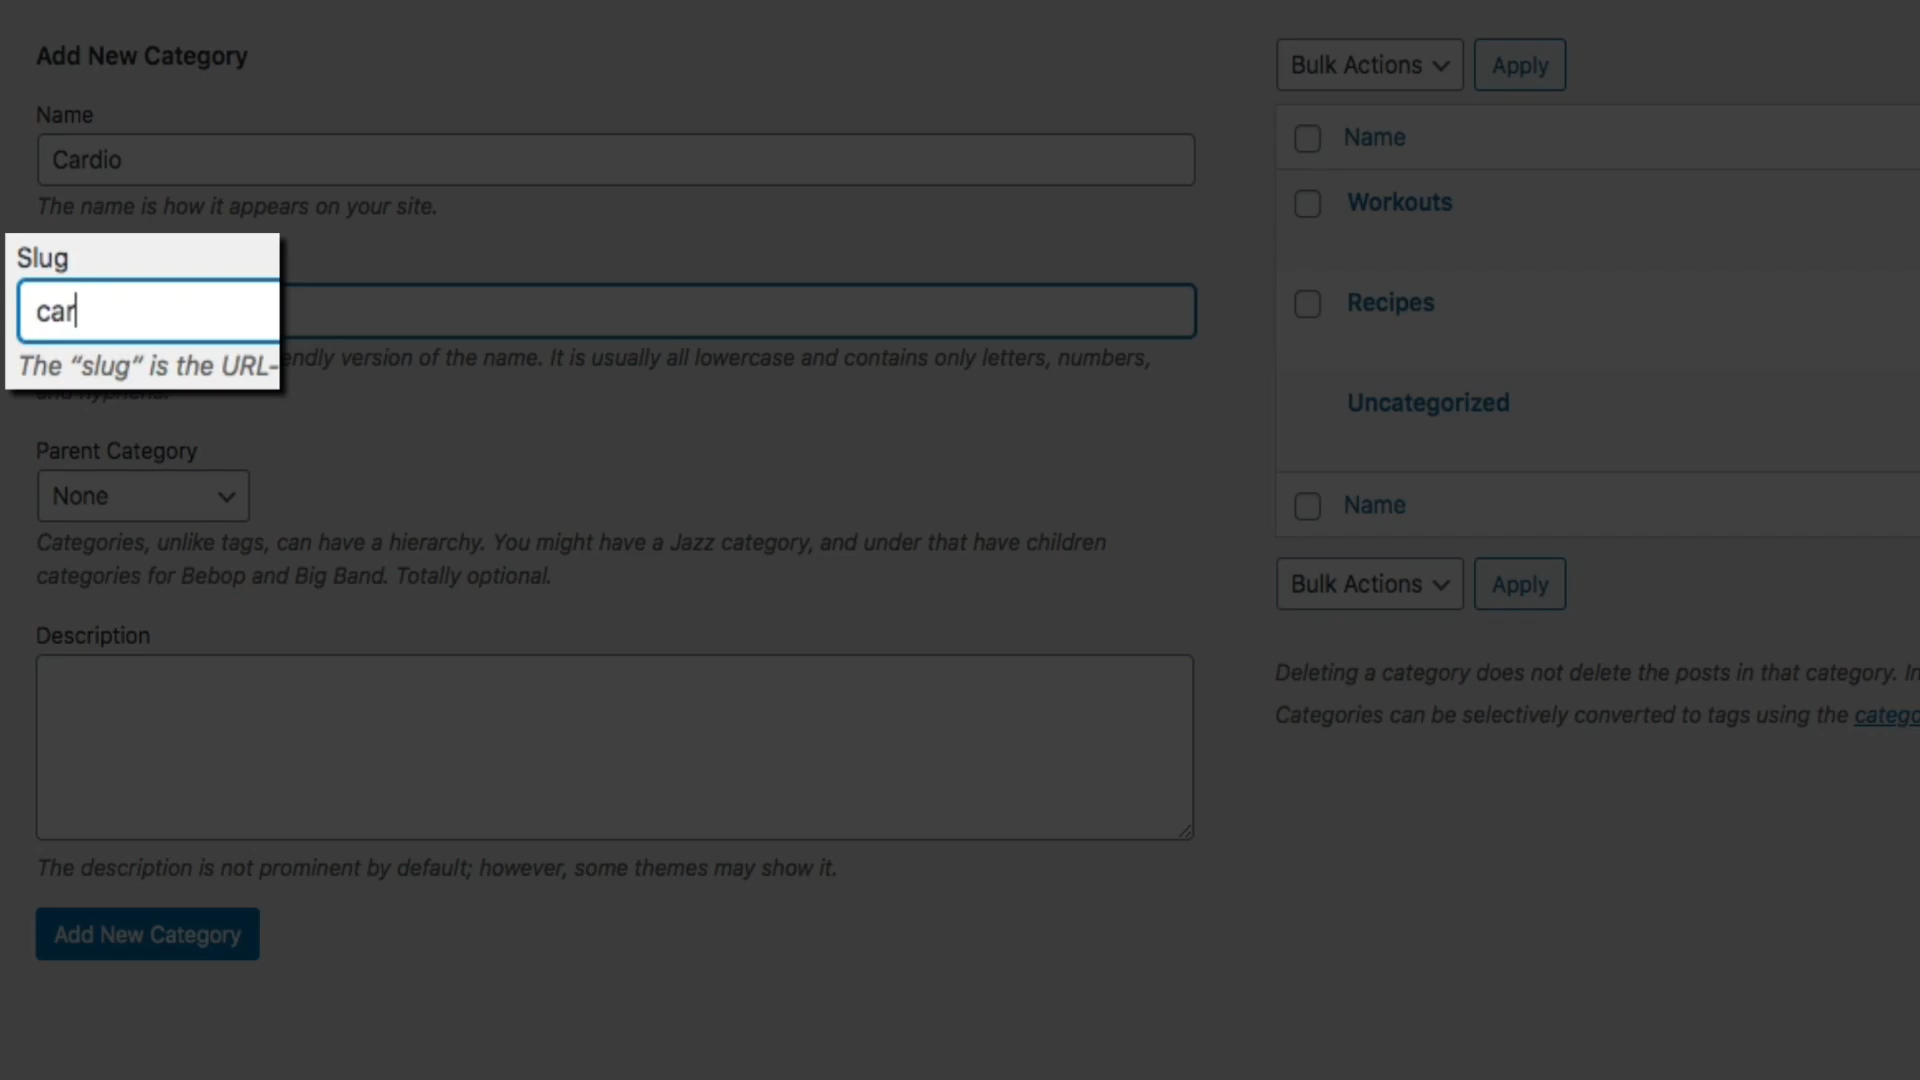 Add New Category
Name
Cardio
The name is how it appears on your site.
Slug
car
The “slug” is the URL-endly version of the name. It is usually all lowercase and contains only letters, numbers,
and hyphens.
Parent Category
None
Categories, unlike tags, can have a hierarchy. You might have a Jazz category, and under that have children
categories for Bebop and Big Band. Totally optional.
Description
The description is not prominent by default; however, some themes may show it.
Add New Category
Bulk Actions Apply
Name
Workouts
Recipes
Uncategorized
Name
Bulk Actions Apply
Deleting a category does not delete the posts in that category. In
Categories can be selectively converted to tags using the catego